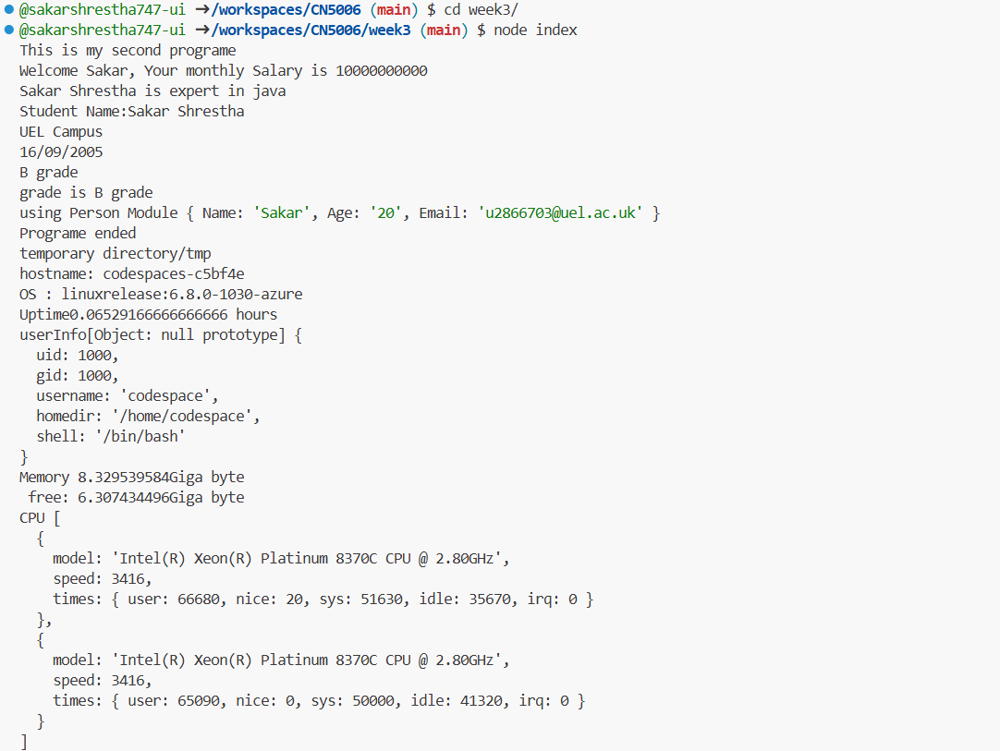 @sakarshrestha747-ui ➜/workspaces/CN5006 (main) $ cd week3/
@sakarshrestha747-ui ➜/workspaces/CN5006/week3 (main) $ node index
This is my second programe
Welcome Sakar, Your monthly Salary is 10000000000
Sakar Shrestha is expert in java
Student Name:Sakar Shrestha
UEL Campus
16/09/2005
B grade
grade is B grade
using Person Module { Name: 'Sakar', Age: '20', Email: 'u2866703@uel.ac.uk' }
Programe ended
temporary directory/tmp
hostname: codespaces-c5bf4e
OS : linuxrelease:6.8.0-1030-azure
Uptime0.06529166666666666 hours
userInfo[Object: null prototype] {
  uid: 1000,
  gid: 1000,
  username: 'codespace',
  homedir: '/home/codespace',
  shell: '/bin/bash'
}
Memory 8.329539584Giga byte
 free: 6.307434496Giga byte
CPU [
  {
    model: 'Intel(R) Xeon(R) Platinum 8370C CPU @ 2.80GHz',
    speed: 3416,
    times: { user: 66680, nice: 20, sys: 51630, idle: 35670, irq: 0 }
  },
  {
    model: 'Intel(R) Xeon(R) Platinum 8370C CPU @ 2.80GHz',
    speed: 3416,
    times: { user: 65090, nice: 0, sys: 50000, idle: 41320, irq: 0 }
  }
]